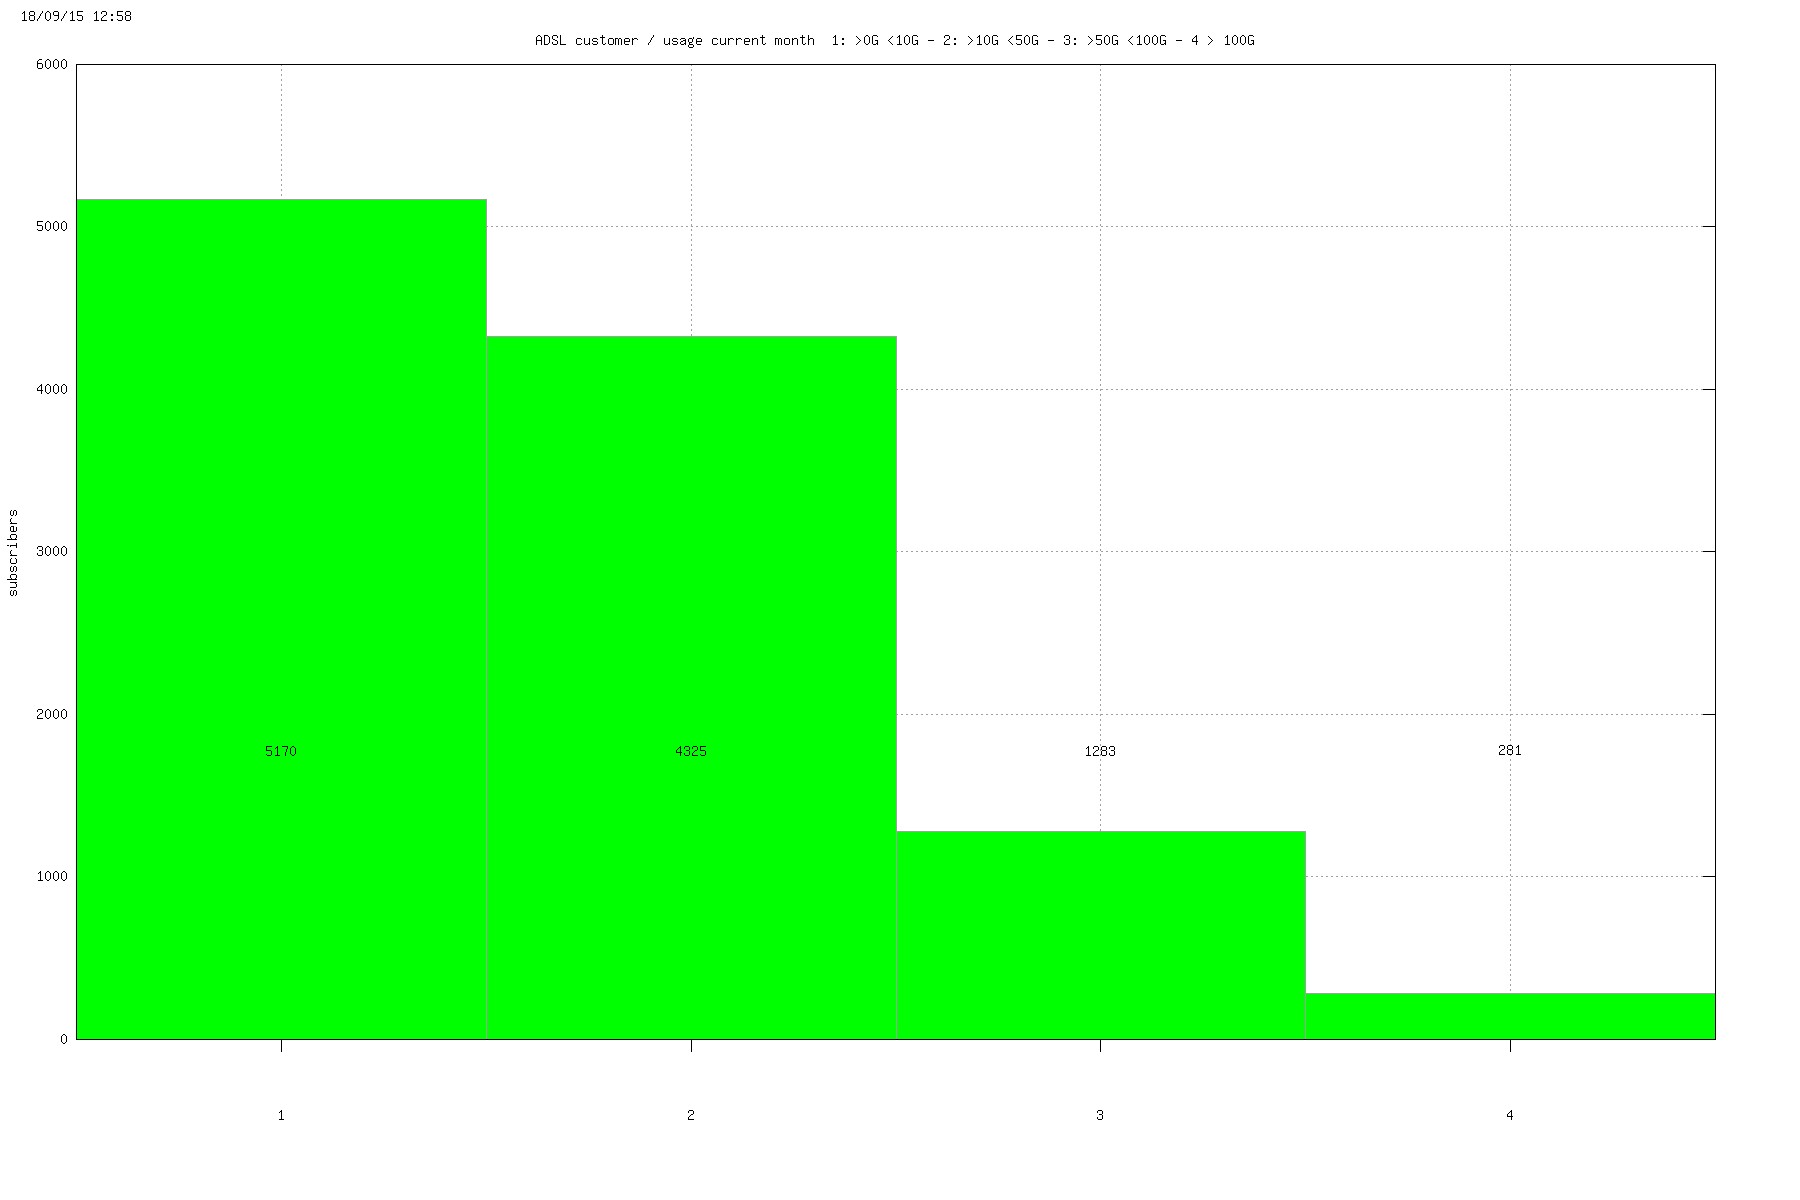 18/09/15 12:58
ADSL customer / usage current month  1: >0G <10G - 2: >10G <50G - 3: >50G <100G - 4 > 100G
6000
5000
4000
3000
2000
1000
0
subscribers
5170 4325 1283 281
1 2 3 4